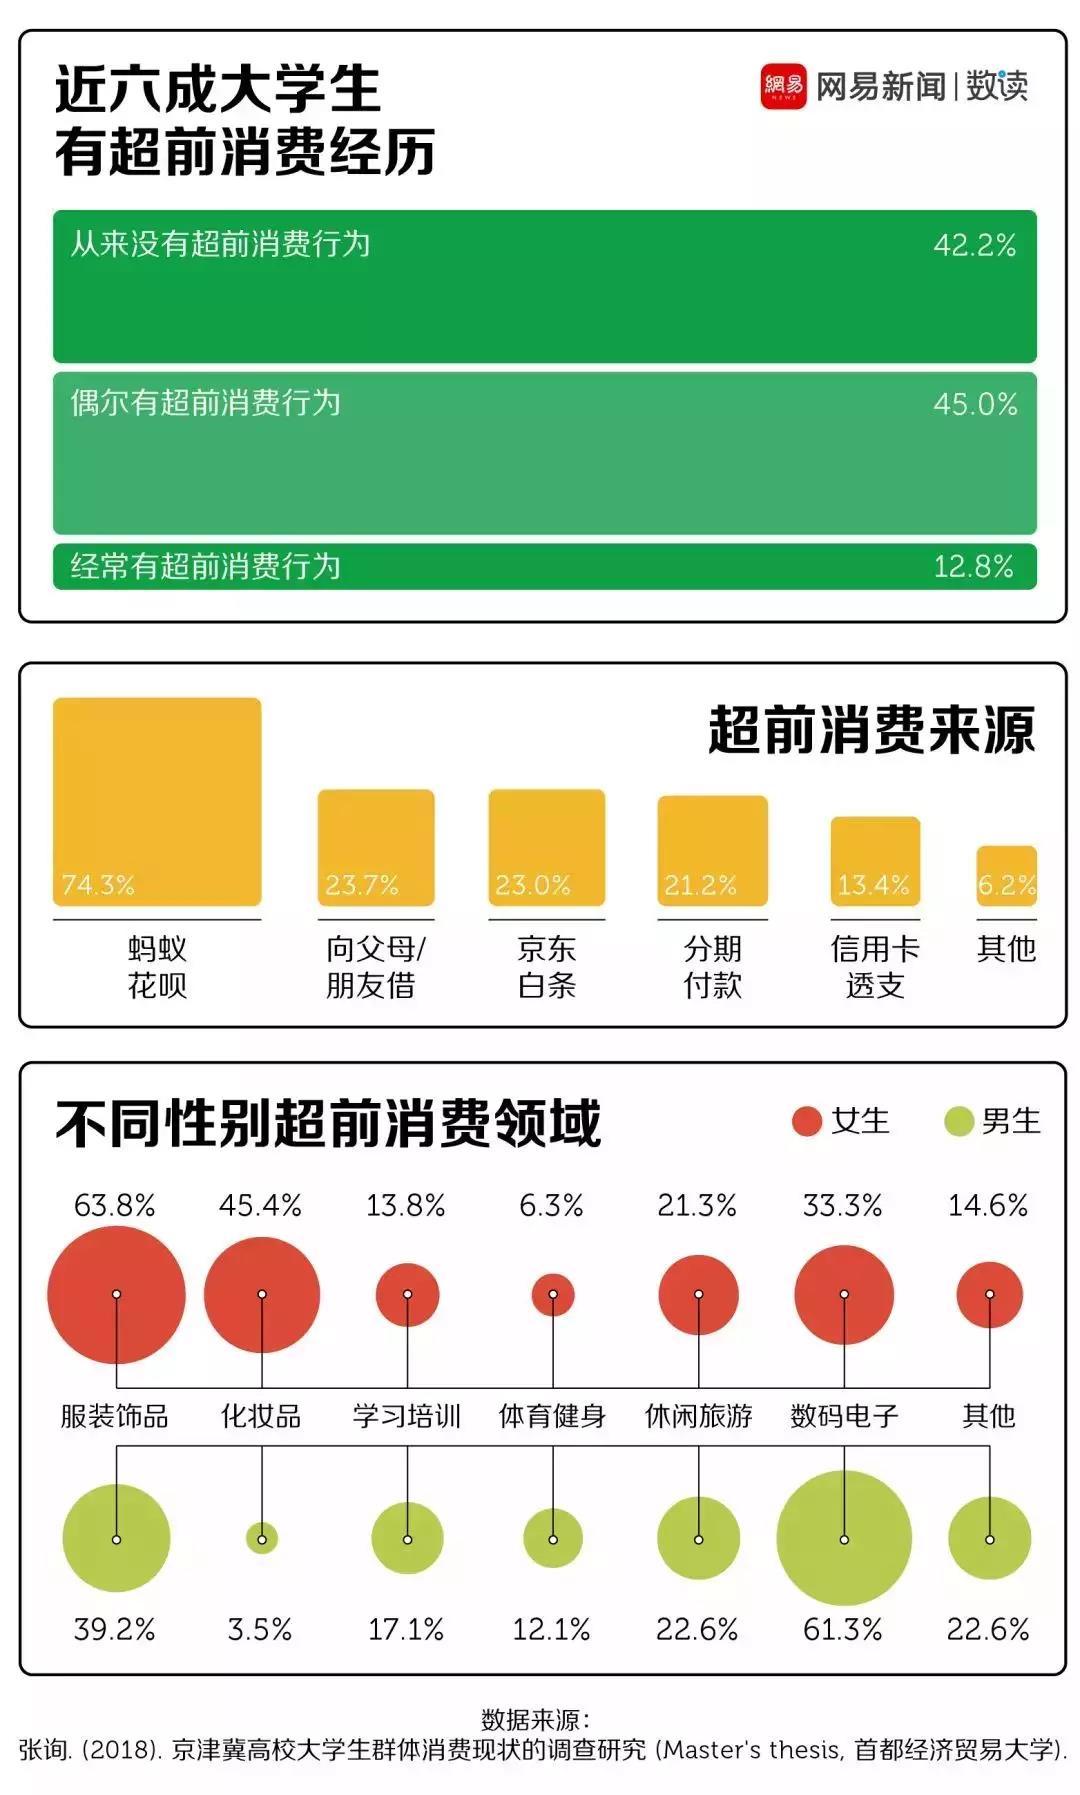 近六成大学生
有超前消费经历
網易
NEWS
网易新闻 | 数读
从来没有超前消费行为 42.2%
偶尔有超前消费行为 45.0%
经常有超前消费行为 12.8%
超前消费来源
74.3% 23.7% 23.0% 21.2% 13.4% 6.2%
蚂蚁 向父母/ 京东 分期 信用卡 其他
花呗 朋友借 白条 付款 透支
不同性别超前消费领域
女生 男生
63.8% 45.4% 13.8% 6.3% 21.3% 33.3% 14.6%
服装饰品 化妆品 学习培训 体育健身 休闲旅游 数码电子 其他
39.2% 3.5% 17.1% 12.1% 22.6% 61.3% 22.6%
数据来源：
张询. (2018). 京津冀高校大学生群体消费现状的调查研究 (Master's thesis, 首都经济贸易大学).